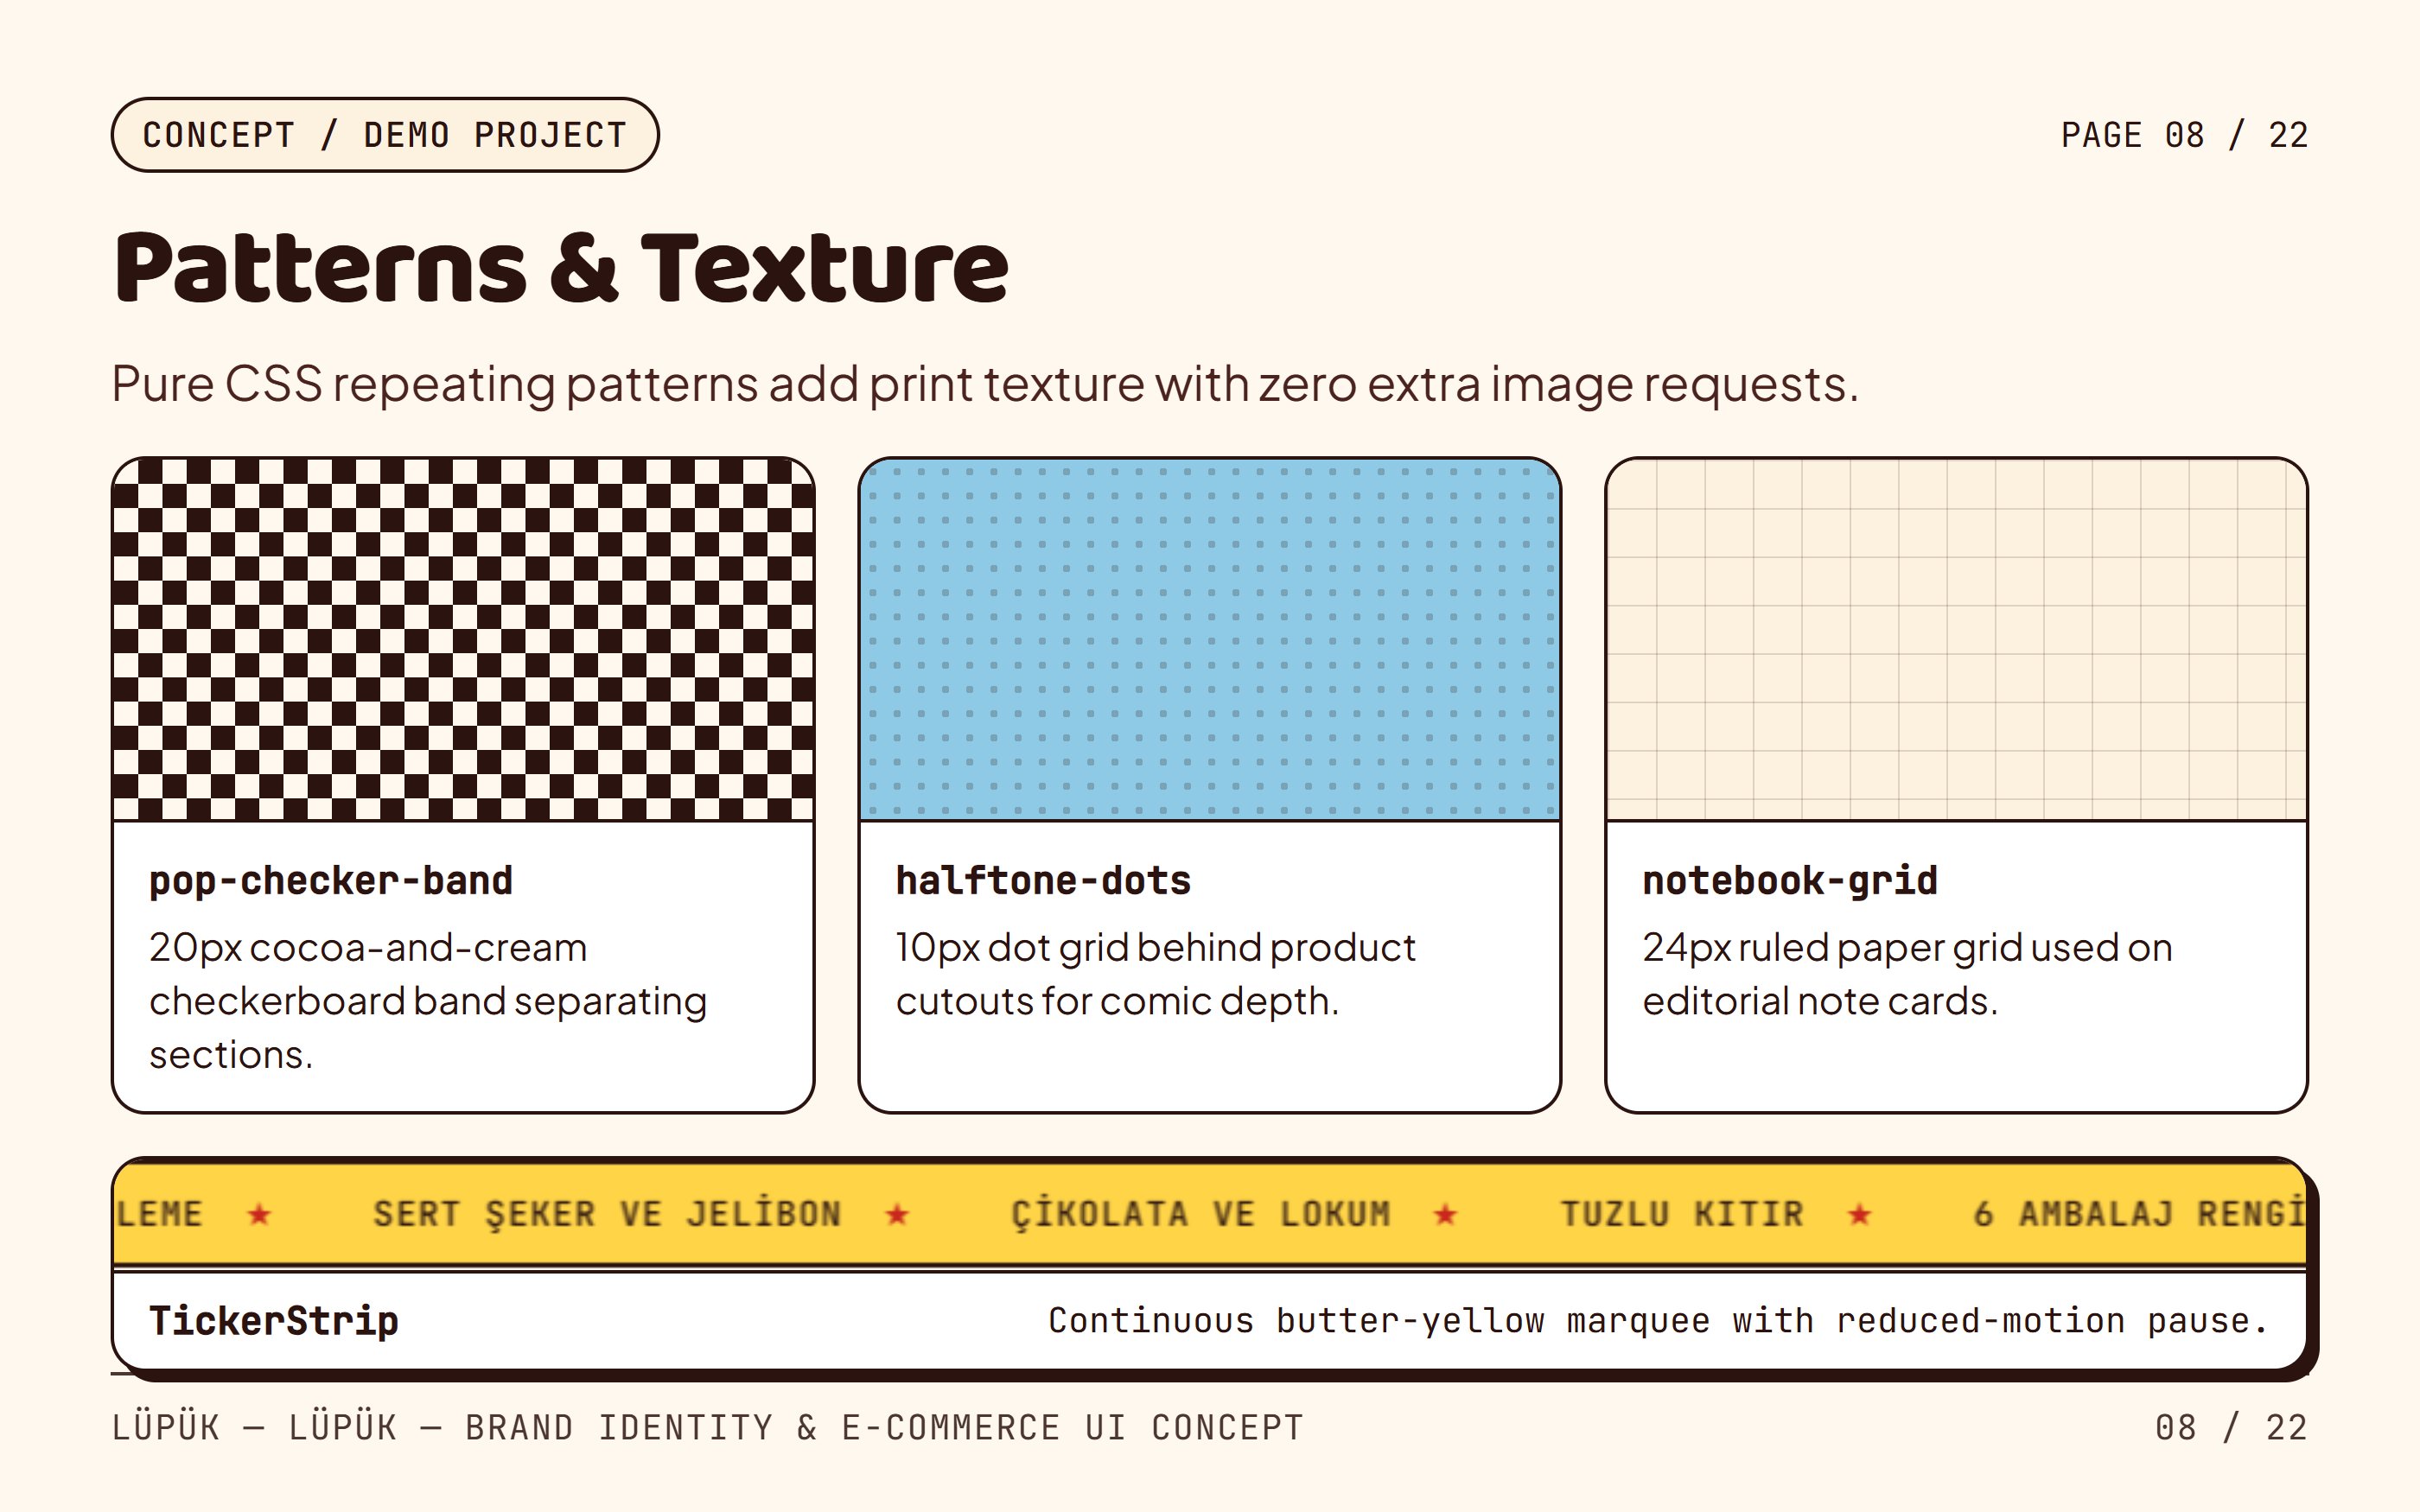 CONCEPT / DEMO PROJECT
PAGE 08 / 22
Patterns & Texture
Pure CSS repeating patterns add print texture with zero extra image requests.
pop-checker-band
20px cocoa-and-cream
checkerboard band separating
sections.
halftone-dots
10px dot grid behind product
cutouts for comic depth.
notebook-grid
24px ruled paper grid used on
editorial note cards.
LEME ★ SERT ŞEKER VE JELİBON ★ ÇİKOLATA VE LOKUM ★ TUZLU KITIR ★ 6 AMBALAJ RENGİ
TickerStrip
Continuous butter-yellow marquee with reduced-motion pause.
LÜPÜK — LÜPÜK — BRAND IDENTITY & E-COMMERCE UI CONCEPT
08 / 22